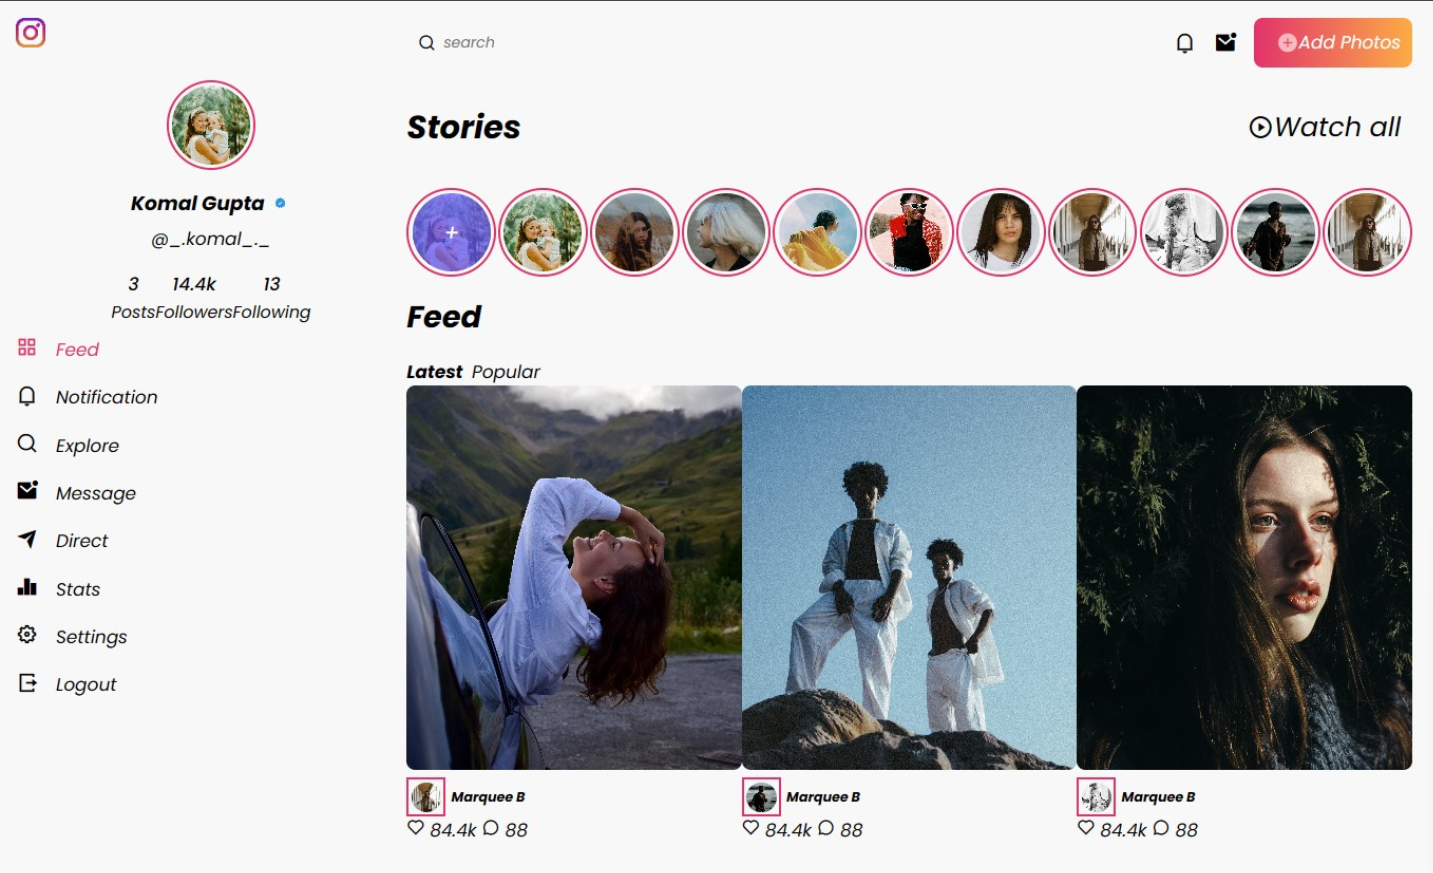 search
Add Photos
Komal Gupta
@_.komal_._
3 14.4k 13
PostsFollowersFollowing
Feed
Notification
Explore
Message
Direct
Stats
Settings
Logout
Stories
Watch all
+
Feed
Latest Popular
Marquee B
84.4k 88
Marquee B
84.4k 88
Marquee B
84.4k 88